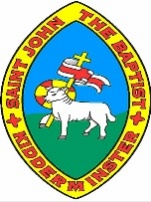 SAINT JOHN THE BAPTIST
KIDDERMINSTER